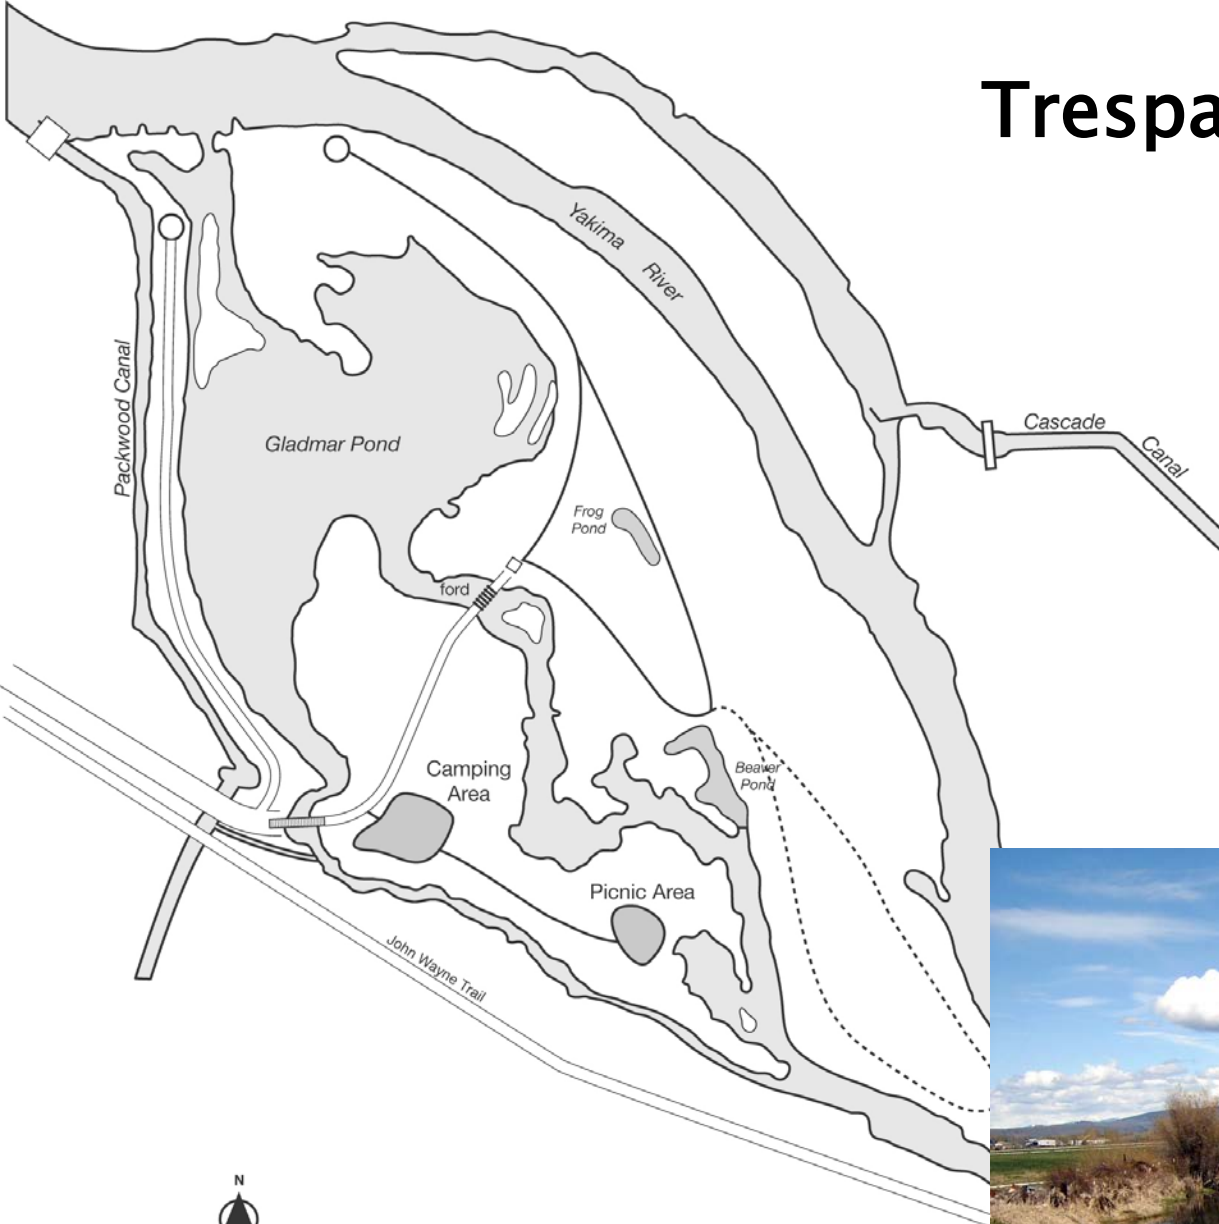 Trespa
Yakima
River
Packwood Canal
Cascade
Canal
Gladmar Pond
Frog
Pond
ford
Camping
Area
Beaver
Pond
Picnic Area
John Wayne Trail
N